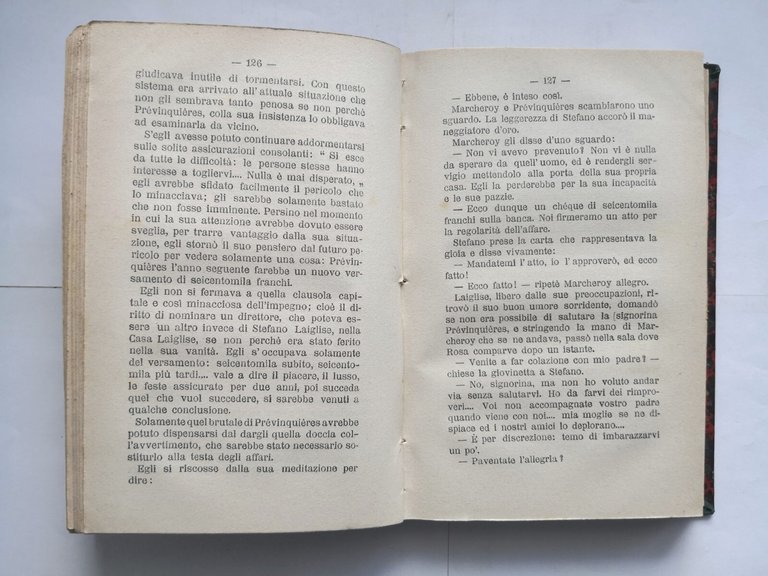 — 126 —
giudicava inutile di tormentarsi. Con questo
sistema era arrivato all'attuale situazione che
non gli sembrava tanto penosa se non perchè
Prévinquières, colla sua insistenza lo obbligava
ad esaminarla da vicino.
S'egli avesse potuto continuare addormentarsi
sulle solite assicurazioni consolanti: " Si esce
da tutte le difficoltà: le persone stesse hanno
interesse a togliervi.... Nulla è mai disperato, „
egli avrebbe sfidato facilmente il pericolo che
lo minacciava; gli sarebbe solamente bastato
che non fosse imminente. Persino nel momento
in cui la sua attenzione avrebbe dovuto essere
sveglia, per trarre vantaggio dalla sua situa-
zione, egli stornò il suo pensiero dal futuro pe-
ricolo per vedere solamente una cosa: Prévin-
quières l'anno seguente farebbe un nuovo ver-
samento di seicentomila franchi.
Egli non si fermava a quella clausola capi-
tale e così minacciosa dell'impegno; cioè il di-
ritto di nominare un direttore, che poteva es-
sere un altro invece di Stefano Laiglise, nella
Casa Laiglise, se non perchè era stato ferito
nella sua vanità. Egli s'occupava solamente
del versamento: seicentomila subito, seicento-
mila più tardi.... vale a dire il piacere, il lusso,
le feste assicurate per due anni, poi succeda
quel che vuol succedere, si sarebbe venuti a
qualche conclusione.
Solamente quel brutale di Prévinquières avrebbe
potuto dispensarsi dal dargli quella doccia col-
l'avvertimento, che sarebbe stato necessario so-
stituirlo alla testa degli affari.
Egli si riscosse dalla sua meditazione per
dire:
— 127 —
— Ebbene, è inteso così.
Marcheroy e Prévinquières scambiarono uno
sguardo. La leggerezza di Stefano accorò il ma-
neggiatore d'oro.
Marcheroy gli disse d'uno sguardo:
— Non vi avevo prevenuto? Non vi è nulla
da sperare da quell'uomo, ed è rendergli ser-
vigio mettendolo alla porta della sua propria
casa. Egli la perderebbe per la sua incapacità
e le sue pazzie.
— Ecco dunque un chéque di seicentomila
franchi sulla banca. Noi firmeremo un atto per
la regolarità dell'affare.
Stefano prese la carta che rappresentava la
gioia e disse vivamente:
— Mandatemi l'atto, io l'approverò, ed ecco
fatto!
— Ecco fatto! — ripetè Marcheroy allegro.
Laiglise, libero dalle sue preoccupazioni, ri-
trovò il suo buon umore sorridente, domandò
se non era possibile di salutare la (signorina
Prévinquières, e stringendo la mano di Mar-
cheroy che se ne andava, passò nella sala dove
Rosa comparve dopo un istante.
— Venite a far colazione con mio padre? —
chiese la giovinetta a Stefano.
— No, signorina, ma non ho voluto andar
via senza salutarvi. Ho da farvi dei rimpro-
veri.... Voi non accompagnate vostro padre
quando viene con noi.... mia moglie se ne di-
spiace ed i nostri amici lo deplorano....
— È per discrezione: temo di imbarazzarvi
un po'.
— Paventate l'allegria?